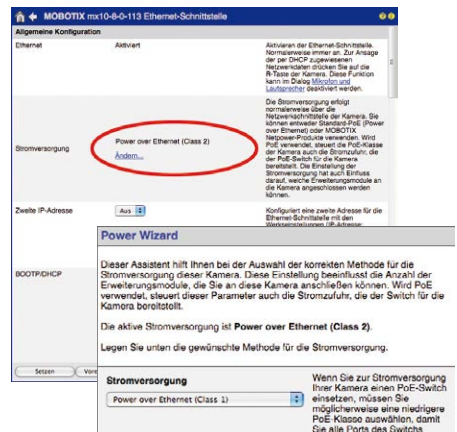 MOBOTIX mx10-8-0-113 Ethernet-Schnittstelle
Allgemeine Konfiguration
Ethernet
Aktiviert
Aktivieren der Ethernet-Schnittstelle.
Normalerweise immer an. Zur Ansage
der per DHCP zugewiesenen
Netzwerkdaten drücken Sie auf die
R-Taste der Kamera. Diese Funktion
kann im Dialog Mikrofon und
Lautsprecher deaktiviert werden.
Stromversorgung
Power over Ethernet (Class 2)
Ändern...
Die Stromversorgung erfolgt
normalerweise über die
Netzwerkschnittstelle der Kamera. Sie
können entweder Standard-PoE (Power
over Ethernet) oder MOBOTIX
Netpower-Produkte verwenden. Wird
PoE verwendet, steuert die PoE-Klasse
der Kamera auch die Stromzufuhr, die
der PoE-Switch für die Kamera
bereitstellt. Die Einstellung der
Stromversorgung hat auch Einfluss
darauf, welche Erweiterungsmodule an
die Kamera angeschlossen werden
können.
Zweite IP-Adresse
Aus
Konfiguriert eine zweite Adresse für die
Ethernet-Schnittstelle mit den
Werkseinstellungen (IP-Adresse:
BOOTP/DHCP
Setzen
Vore
Power Wizard
Dieser Assistent hilft Ihnen bei der Auswahl der korrekten Methode für die
Stromversorgung dieser Kamera. Diese Einstellung beeinflusst die Anzahl der
Erweiterungsmodule, die Sie an diese Kamera anschließen können. Wird PoE
verwendet, steuert dieser Parameter auch die Stromzufuhr, die der Switch für die
Kamera bereitstellt.
Die aktive Stromversorgung ist Power over Ethernet (Class 2).
Legen Sie unten die gewünschte Methode für die Stromversorgung.
Stromversorgung
Power over Ethernet (Class 1)
Wenn Sie zur Stromversorgung
Ihrer Kamera einen PoE-Switch
einsetzen, müssen Sie
möglicherweise eine niedrigere
PoE-Klasse auswählen, damit
Sie alle Ports des Switchs